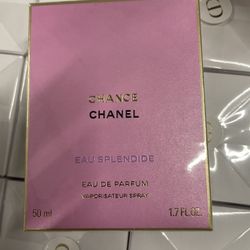 CHANCE
CHANEL
EAU SPLENDIDE
EAU DE PARFUM
VAPORISATEUR SPRAY
50 ml 1.7 FL. OZ.